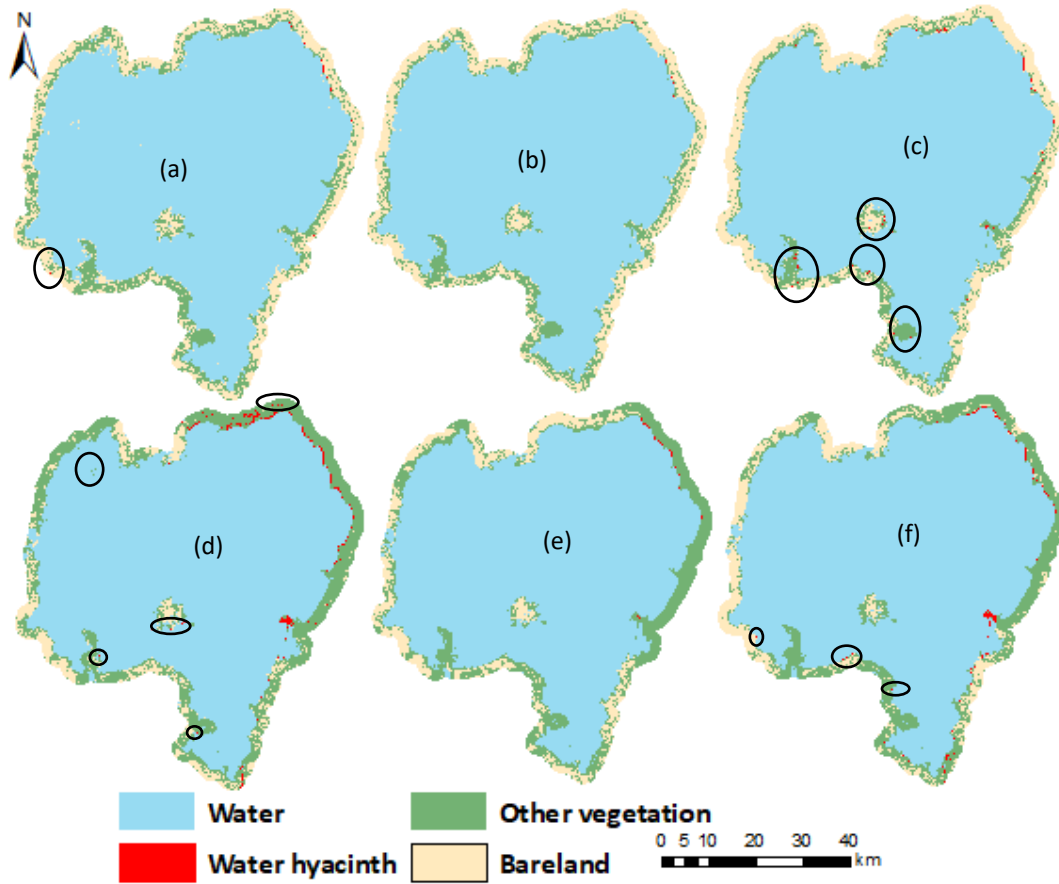 N
(a)
(b)
(c)
(d)
(e)
(f)
Water
Other vegetation
Water hyacinth
Bareland
0 5 10 20 30 40
km